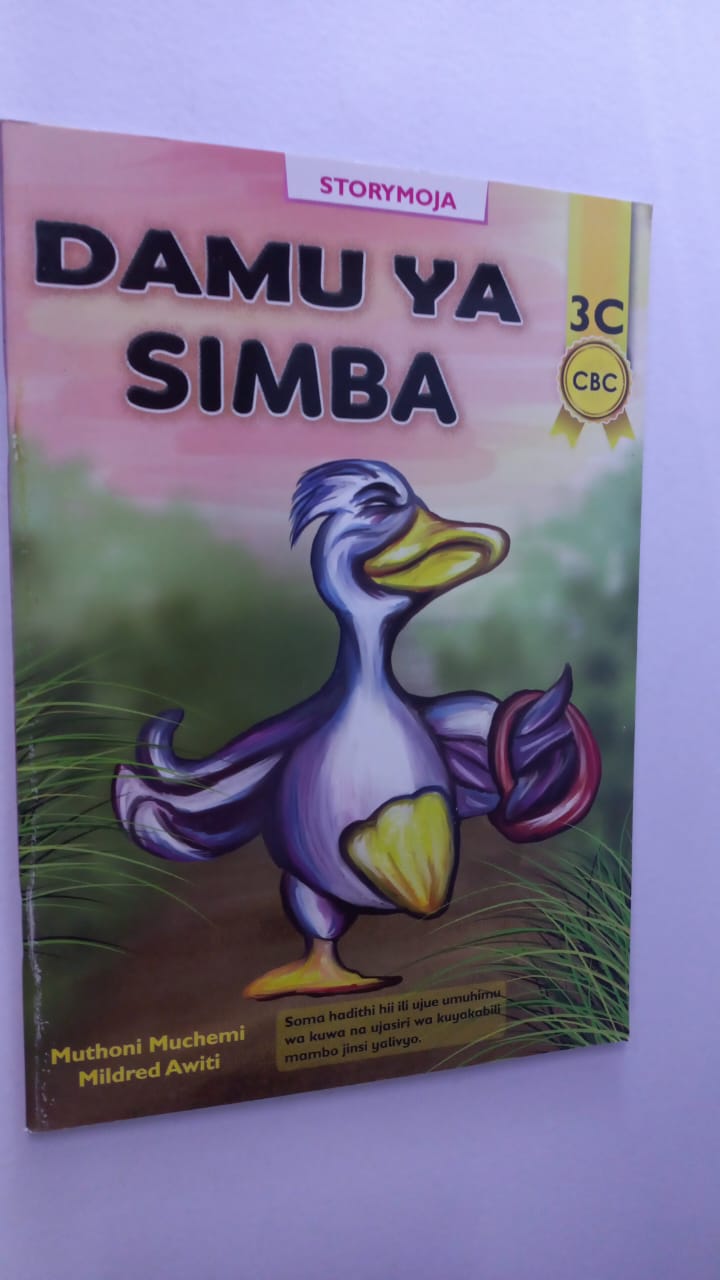 STORYMOJA
DAMU YA
SIMBA
3C
CBC
Soma hadithi hii ili ujue umuhimu
wa kuwa na ujasiri wa kuyakabili
mambo jinsi yalivyo.
Muthoni Muchemi
Mildred Awiti